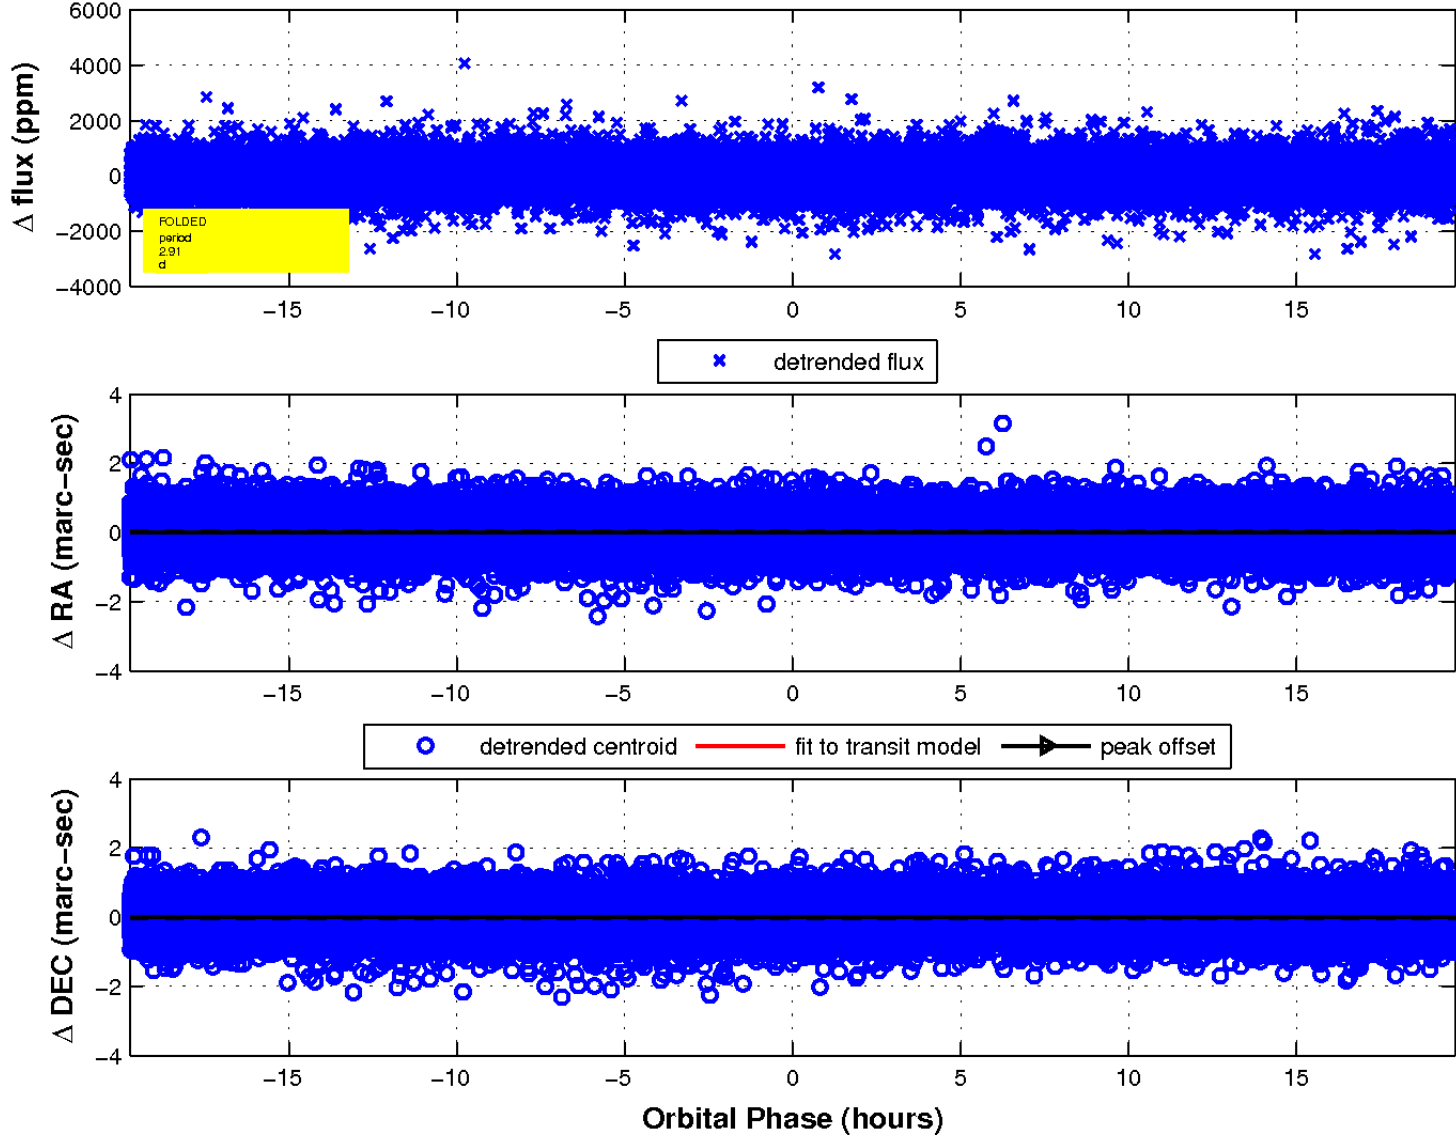 6000
4000
2000
0
−2000
−4000
Δ flux (ppm)
FOLDED
period
2.91
d
−15 −10 −5 0 5 10 15
detrended flux
4
2
0
−2
−4
Δ RA (marc−sec)
−15 −10 −5 0 5 10 15
detrended centroid fit to transit model peak offset
4
2
0
−2
−4
Δ DEC (marc−sec)
−15 −10 −5 0 5 10 15
Orbital Phase (hours)